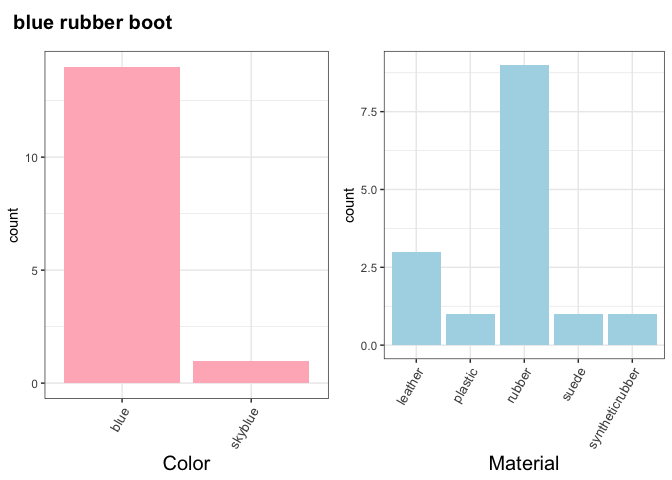 blue rubber boot
count
10
5
0
blue
skyblue
Color
count
7.5
5.0
2.5
0.0
leather
plastic
rubber
suede
syntheticrubber
Material